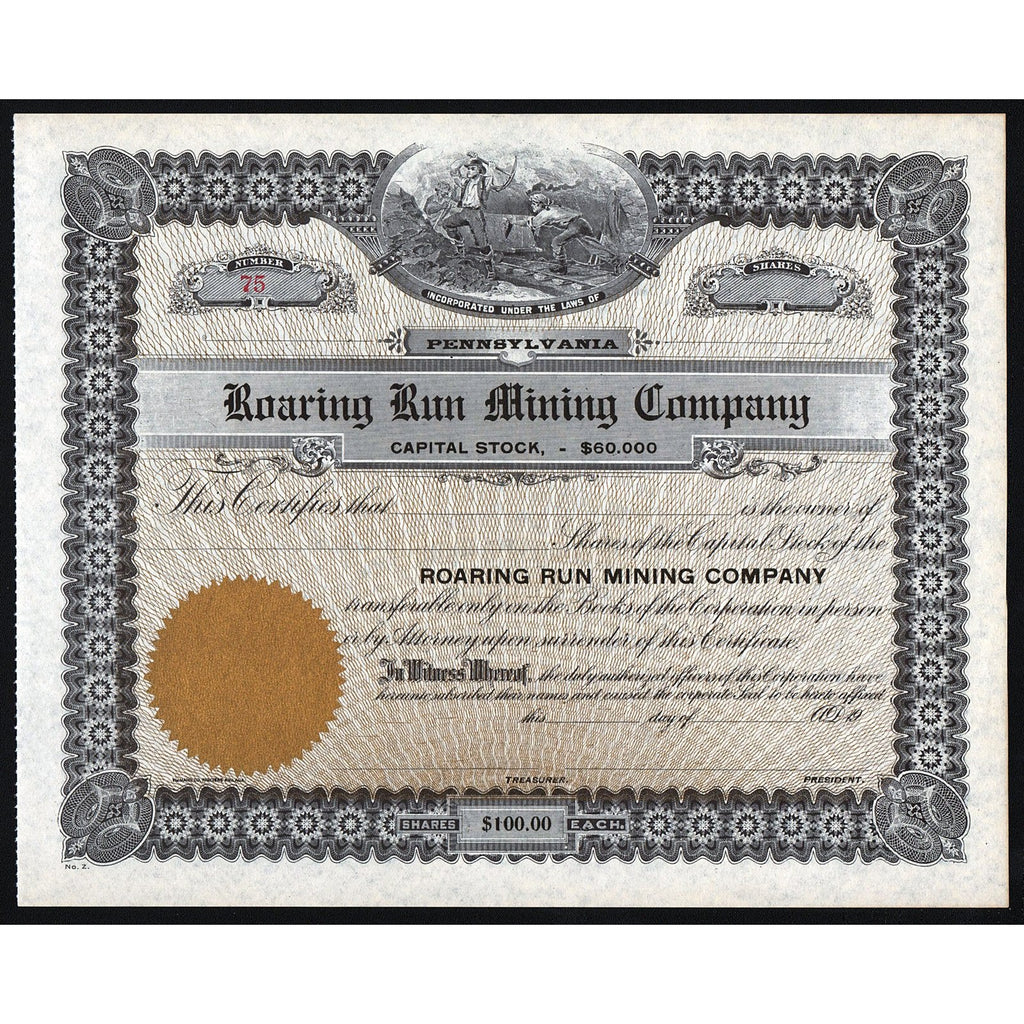 NUMBER
75
SHARES
INCORPORATED UNDER THE LAWS OF
PENNSYLVANIA
Roaring Run Mining Company
CAPITAL STOCK, - $60.000
This Certifies that is the owner of
Shares of the Capital Stock of the
ROARING RUN MINING COMPANY
transferable only on the Books of the Corporation in person
or by Attorney upon surrender of this Certificate.
In Witness Whereof, the duly authorized officers of this Corporation have
hereunto subscribed their names and caused the corporate Seal to be hereto affixed
this day of A.D. 19
TREASURER. PRESIDENT.
SHARES $100.00 EACH.
No. 2.